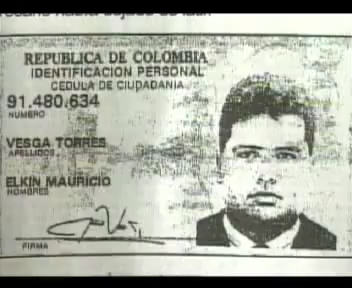 REPUBLICA DE COLOMBIA
IDENTIFICACION PERSONAL
CEDULA DE CIUDADANIA
91.480.634
NUMERO
VESGA TORRES
APELLIDOS
ELKIN MAURICIO
NOMBRES
FIRMA